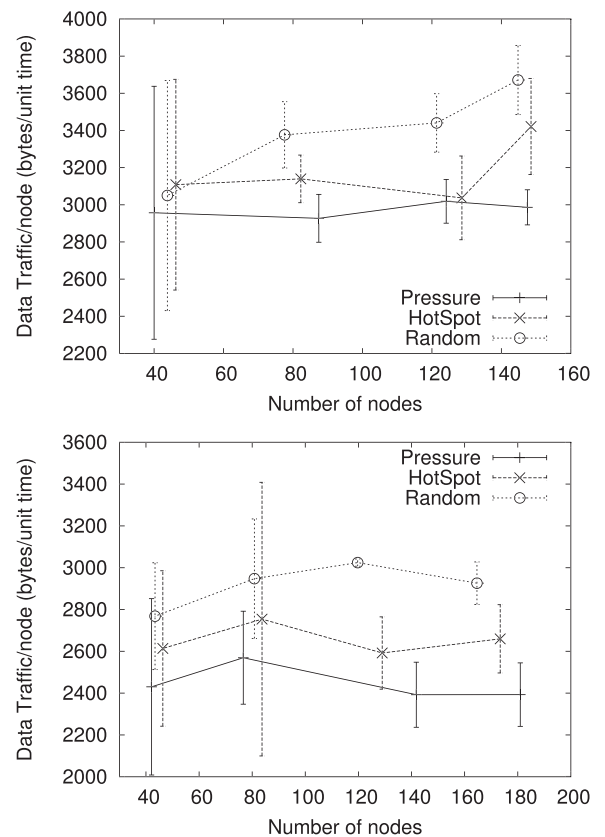 4000
3800
3600
3400
3200
3000
2800
2600
2400
2200
Data Traffic/node (bytes/unit time)
Pressure
HotSpot
Random
40 60 80 100 120 140 160
Number of nodes
3600
3400
3200
3000
2800
2600
2400
2200
2000
Data Traffic/node (bytes/unit time)
Pressure
HotSpot
Random
40 60 80 100 120 140 160 180 200
Number of nodes